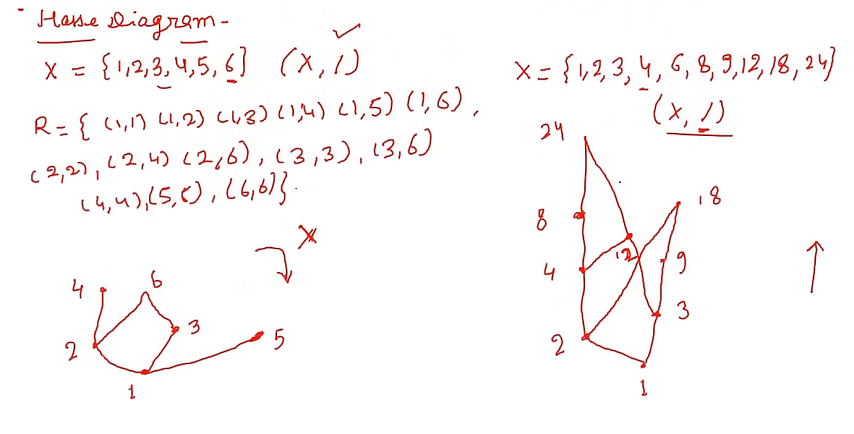 Hasse Diagram-
X = {1,2,3,4,5,6} (X, /)
R = { (1,1) (1,2) (1,3) (1,4) (1,5) (1,6),
(2,2), (2,4) (2,6), (3,3), (3,6)
(4,4),(5,5), (6,6)}.
X
4
6
2
3
5
1
X = {1,2,3,4,6,8,9,12,18,24}
(X, /)
24
18
8
12
9
4
3
2
1